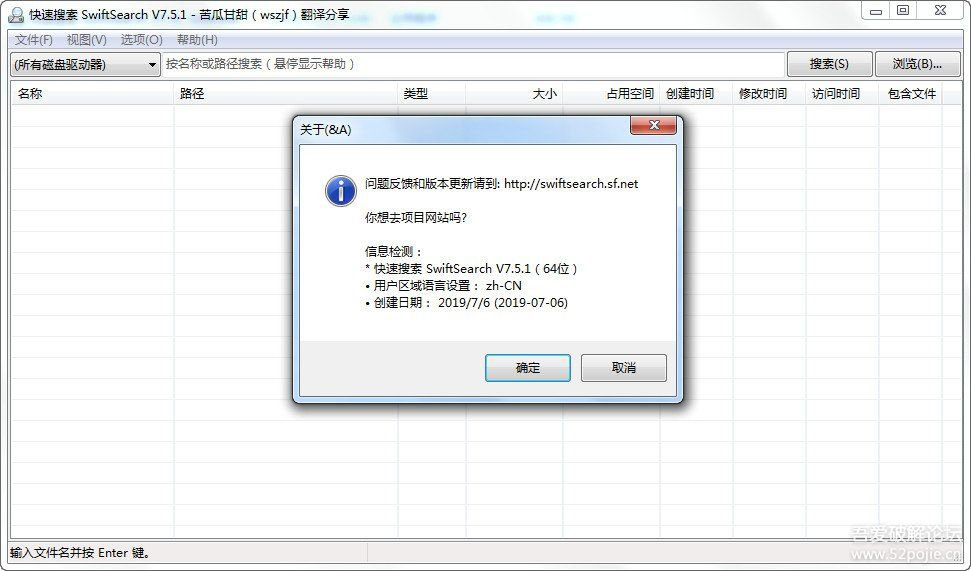 快速搜索 SwiftSearch V7.5.1 - 苦瓜甘甜（wszjf）翻译分享
文件(F) 视图(V) 选项(O) 帮助(H)
(所有磁盘驱动器) 按名称或路径搜索（悬停显示帮助） 搜索(S) 浏览(B)...
名称 路径 类型 大小 占用空间 创建时间 修改时间 访问时间 包含文件
关于(&A)
问题反馈和版本更新请到: http://swiftsearch.sf.net
你想去项目网站吗?
信息检测：
* 快速搜索 SwiftSearch V7.5.1（64位）
• 用户区域语言设置： zh-CN
• 创建日期： 2019/7/6 (2019-07-06)
确定 取消
吾爱破解论坛
www.52pojie.cn
输入文件名并按 Enter 键。